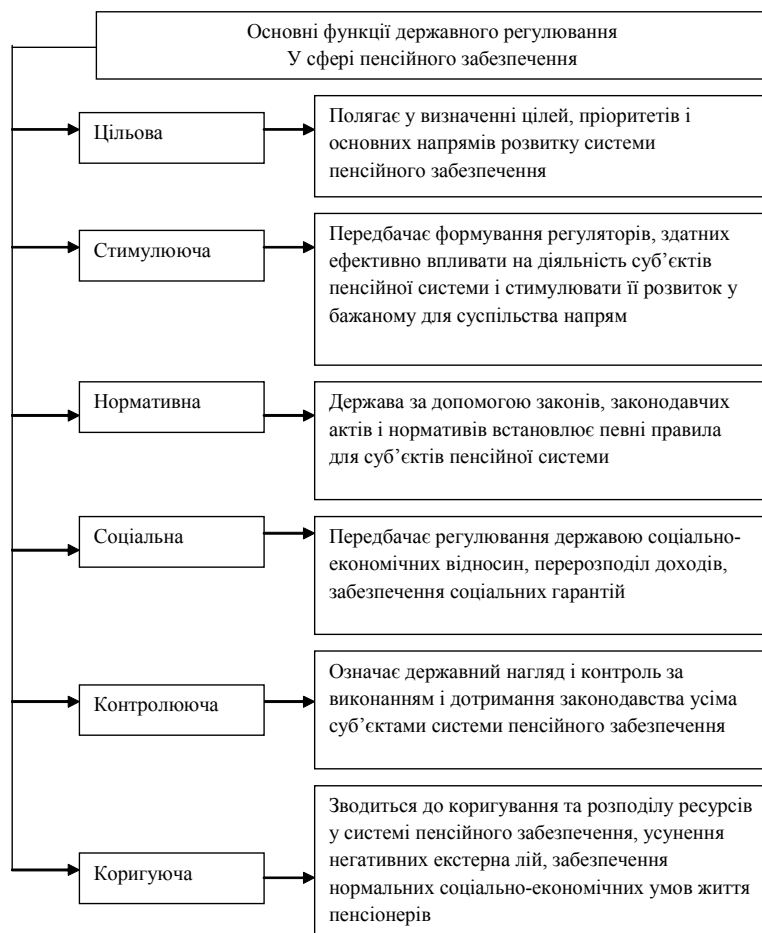 Основні функції державного регулювання
У сфері пенсійного забезпечення
Цільова
Полягає у визначенні цілей, пріоритетів і
основних напрямів розвитку системи
пенсійного забезпечення
Стимулююча
Передбачає формування регуляторів, здатних
ефективно впливати на діяльність суб’єктів
пенсійної системи і стимулювати її розвиток у
бажаному для суспільства напрям
Нормативна
Держава за допомогою законів, законодавчих
актів і нормативів встановлює певні правила
для суб’єктів пенсійної системи
Соціальна
Передбачає регулювання державою соціально-
економічних відносин, перерозподіл доходів,
забезпечення соціальних гарантій
Контролююча
Означає державний нагляд і контроль за
виконанням і дотримання законодавства усіма
суб’єктами системи пенсійного забезпечення
Коригуюча
Зводиться до коригування та розподілу ресурсів
у системі пенсійного забезпечення, усунення
негативних екстерна лій, забезпечення
нормальних соціально-економічних умов життя
пенсіонерів